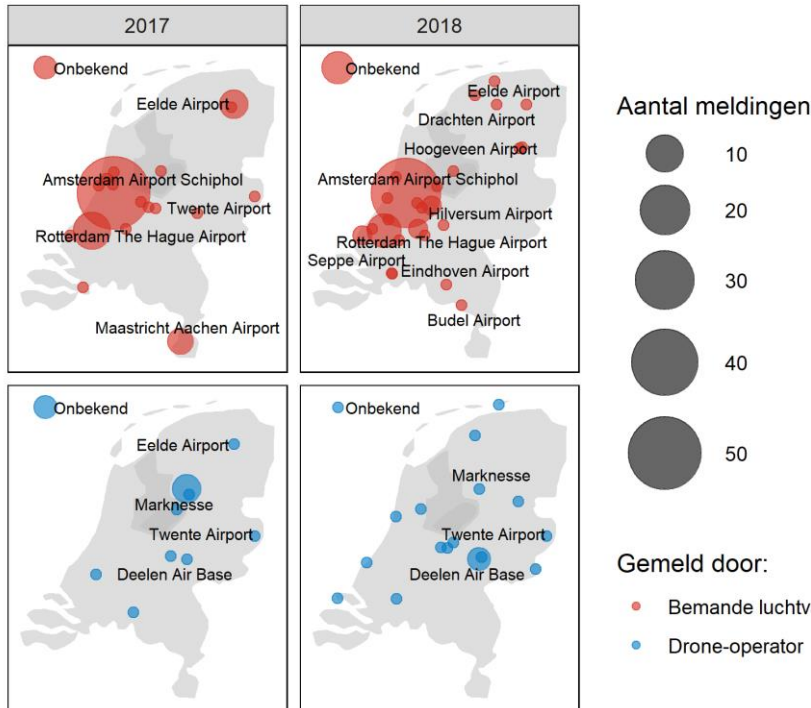 2017
2018
Onbekend
Eelde Airport
Amsterdam Airport Schiphol
Twente Airport
Rotterdam The Hague Airport
Maastricht Aachen Airport
Onbekend
Eelde Airport
Drachten Airport
Hoogeveen Airport
Amsterdam Airport Schiphol
Hilversum Airport
Rotterdam The Hague Airport
Seppe Airport
Eindhoven Airport
Budel Airport
Onbekend
Eelde Airport
Marknesse
Twente Airport
Deelen Air Base
Onbekend
Marknesse
Twente Airport
Deelen Air Base
Aantal meldingen
10
20
30
40
50
Gemeld door:
Bemande luchtv
Drone-operator